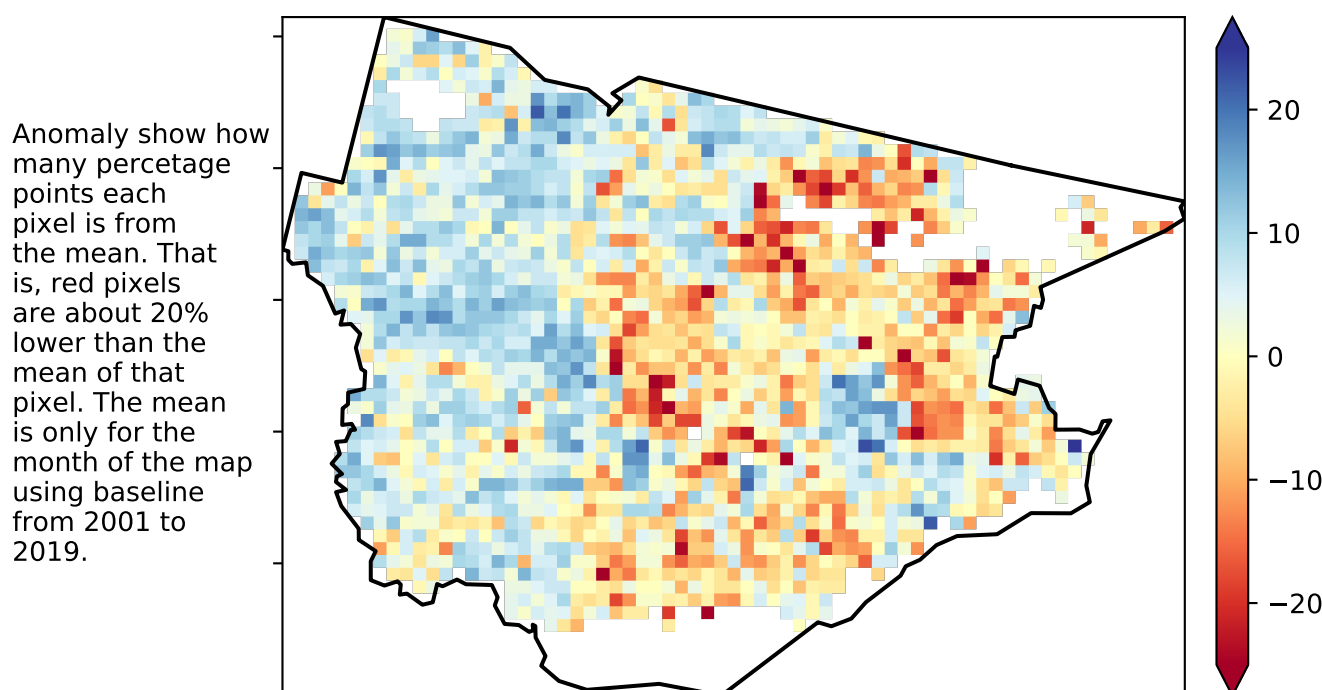 Anomaly show how
many percetage
points each
pixel is from
the mean. That
is, red pixels
are about 20%
lower than the
mean of that
pixel. The mean
is only for the
month of the map
using baseline
from 2001 to
2019.
20
10
0
−10
−20